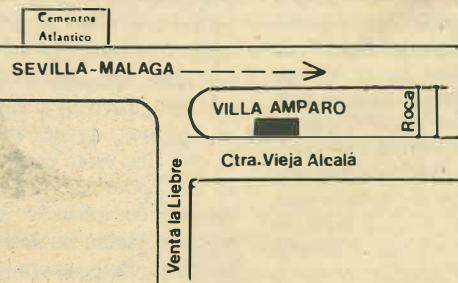 Cementos
Atlantico
SEVILLA-MALAGA
VILLA AMPARO
Roca
Ctra. Vieja Alcalá
Venta la Liebre